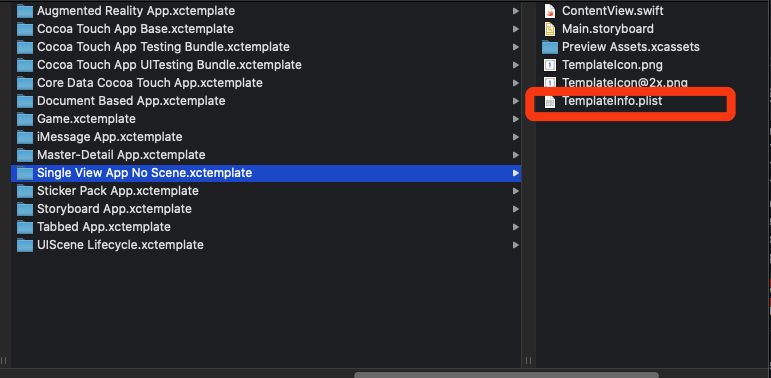 Augmented Reality App.xctemplate
Cocoa Touch App Base.xctemplate
Cocoa Touch App Testing Bundle.xctemplate
Cocoa Touch App UITesting Bundle.xctemplate
Core Data Cocoa Touch App.xctemplate
Document Based App.xctemplate
Game.xctemplate
iMessage App.xctemplate
Master-Detail App.xctemplate
Single View App No Scene.xctemplate
Sticker Pack App.xctemplate
Storyboard App.xctemplate
Tabbed App.xctemplate
UIScene Lifecycle.xctemplate
ContentView.swift
Main.storyboard
Preview Assets.xcassets
TemplateIcon.png
TemplateIcon@2x.png
TemplateInfo.plist